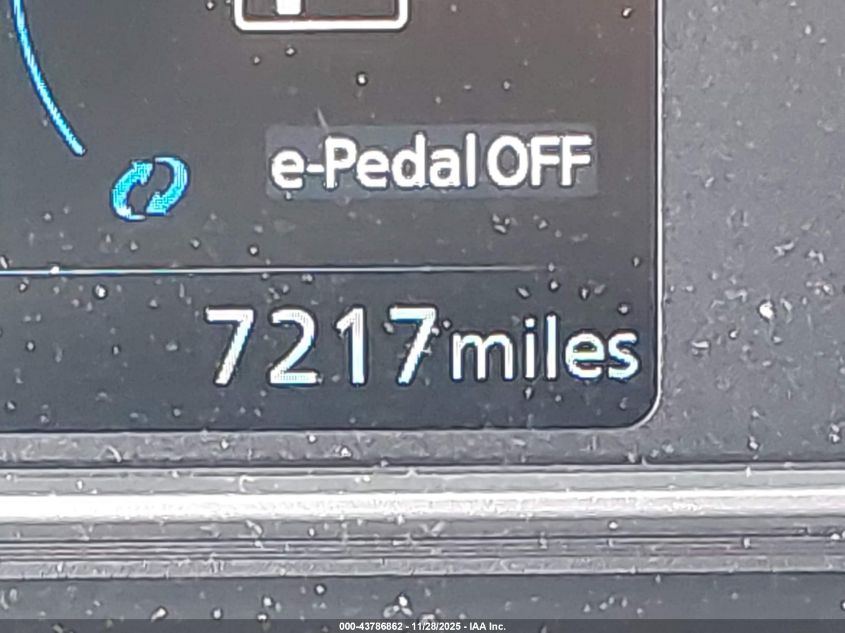 e-Pedal OFF
7217 miles
000-43786862 - 11/28/2025 - IAA Inc.